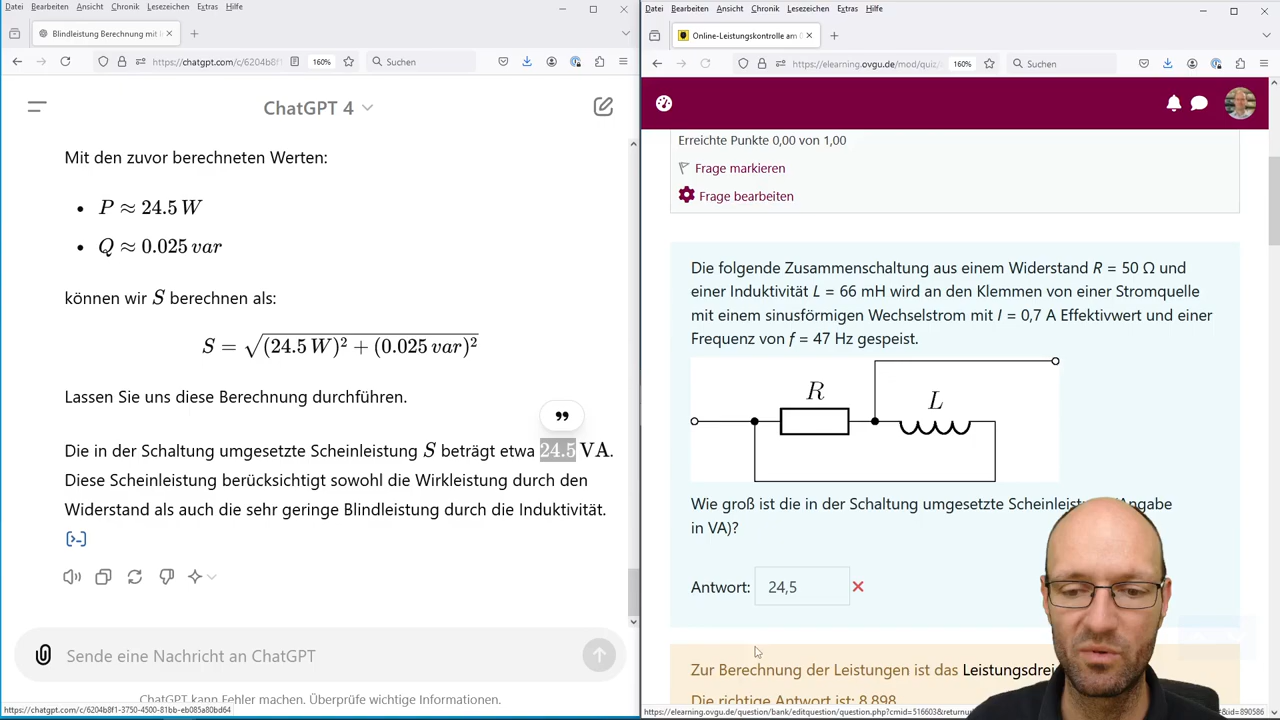 Datei Bearbeiten Ansicht Chronik Lesezeichen Extras Hilfe
Blindleistung Berechnung mit
https://chatgpt.com/c/6204b8f1
160%
Suchen
ChatGPT 4
Mit den zuvor berechneten Werten:
• P ≈ 24.5 W
• Q ≈ 0.025 var
können wir S berechnen als:
S = √(24.5 W)² + (0.025 var)²
Lassen Sie uns diese Berechnung durchführen.
Die in der Schaltung umgesetzte Scheinleistung S beträgt etwa 24.5 VA.
Diese Scheinleistung berücksichtigt sowohl die Wirkleistung durch den
Widerstand als auch die sehr geringe Blindleistung durch die Induktivität.
Sende eine Nachricht an ChatGPT
ChatGPT kann Fehler machen. Überprüfe wichtige Informationen.
https://chatgpt.com/c/6204b8f1-3750-4500-81bb-eb085a80bd64
Datei Bearbeiten Ansicht Chronik Lesezeichen Extras Hilfe
Online-Leistungskontrolle am
https://elearning.ovgu.de/mod/quiz/
160%
Suchen
Erreichte Punkte 0,00 von 1,00
Frage markieren
Frage bearbeiten
Die folgende Zusammenschaltung aus einem Widerstand R = 50 Ω und
einer Induktivität L = 66 mH wird an den Klemmen von einer Stromquelle
mit einem sinusförmigen Wechselstrom mit I = 0,7 A Effektivwert und einer
Frequenz von f = 47 Hz gespeist.
R
L
Wie groß ist die in der Schaltung umgesetzte
in VA)?
Antwort: 24,5
Zur Berechnung der Leistungen ist das
Die richtige Antwort ist: 8,898
https://elearning.ovgu.de/question/bank/editquestion/question.php?cmid=516603&returnu
&id=890586